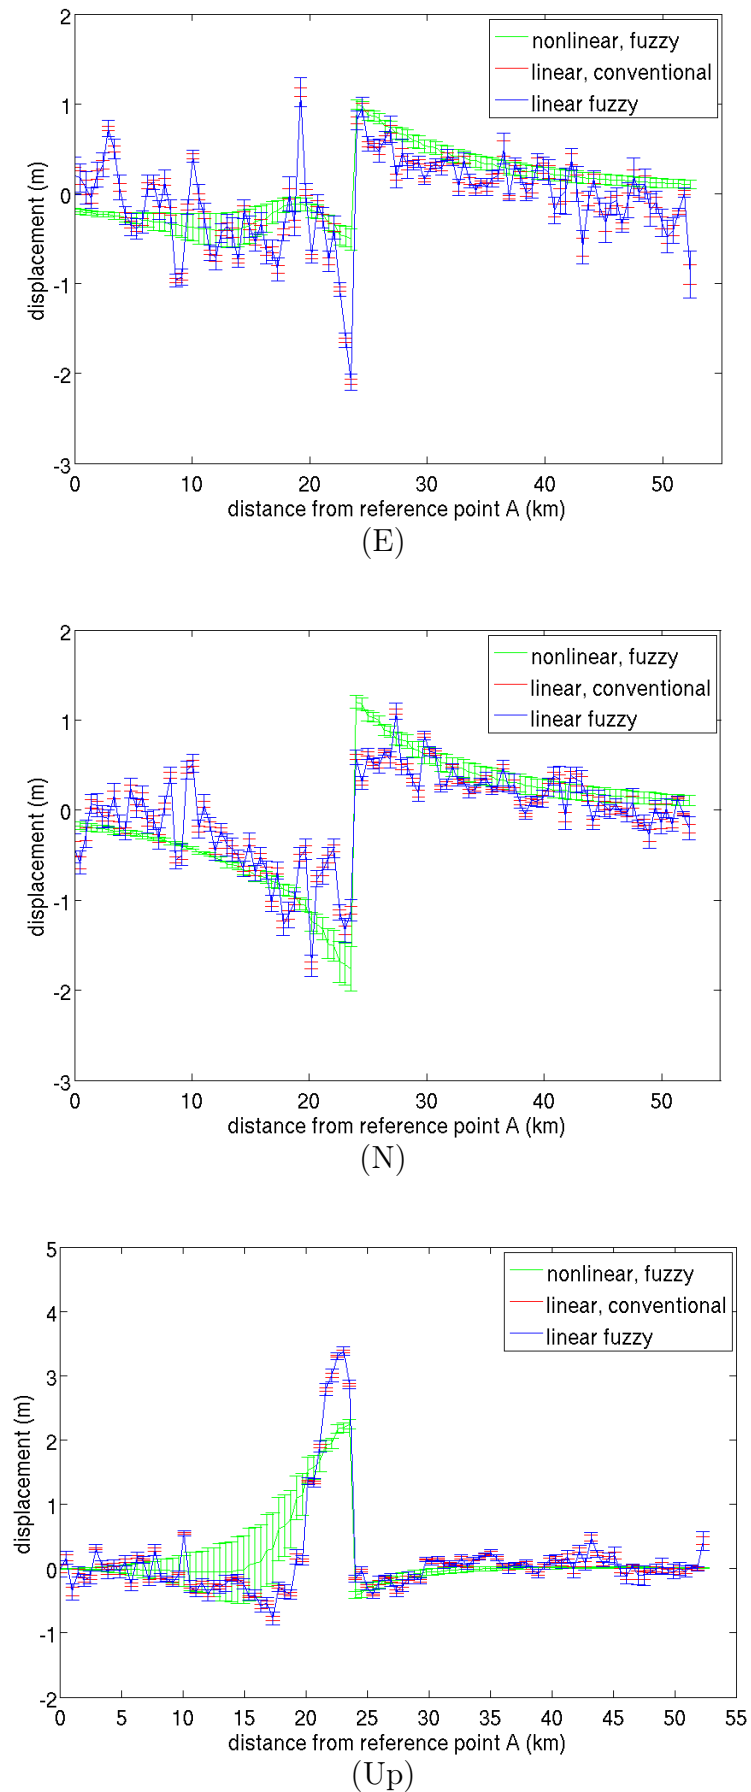 2
1
0
-1
-2
-3
displacement (m)
nonlinear, fuzzy
linear, conventional
linear fuzzy
0 10 20 30 40 50
distance from reference point A (km)
(E)
2
1
0
-1
-2
-3
displacement (m)
nonlinear, fuzzy
linear, conventional
linear fuzzy
0 10 20 30 40 50
distance from reference point A (km)
(N)
5
4
3
2
1
0
-1
-2
displacement (m)
nonlinear, fuzzy
linear, conventional
linear fuzzy
0 5 10 15 20 25 30 35 40 45 50 55
distance from reference point A (km)
(Up)